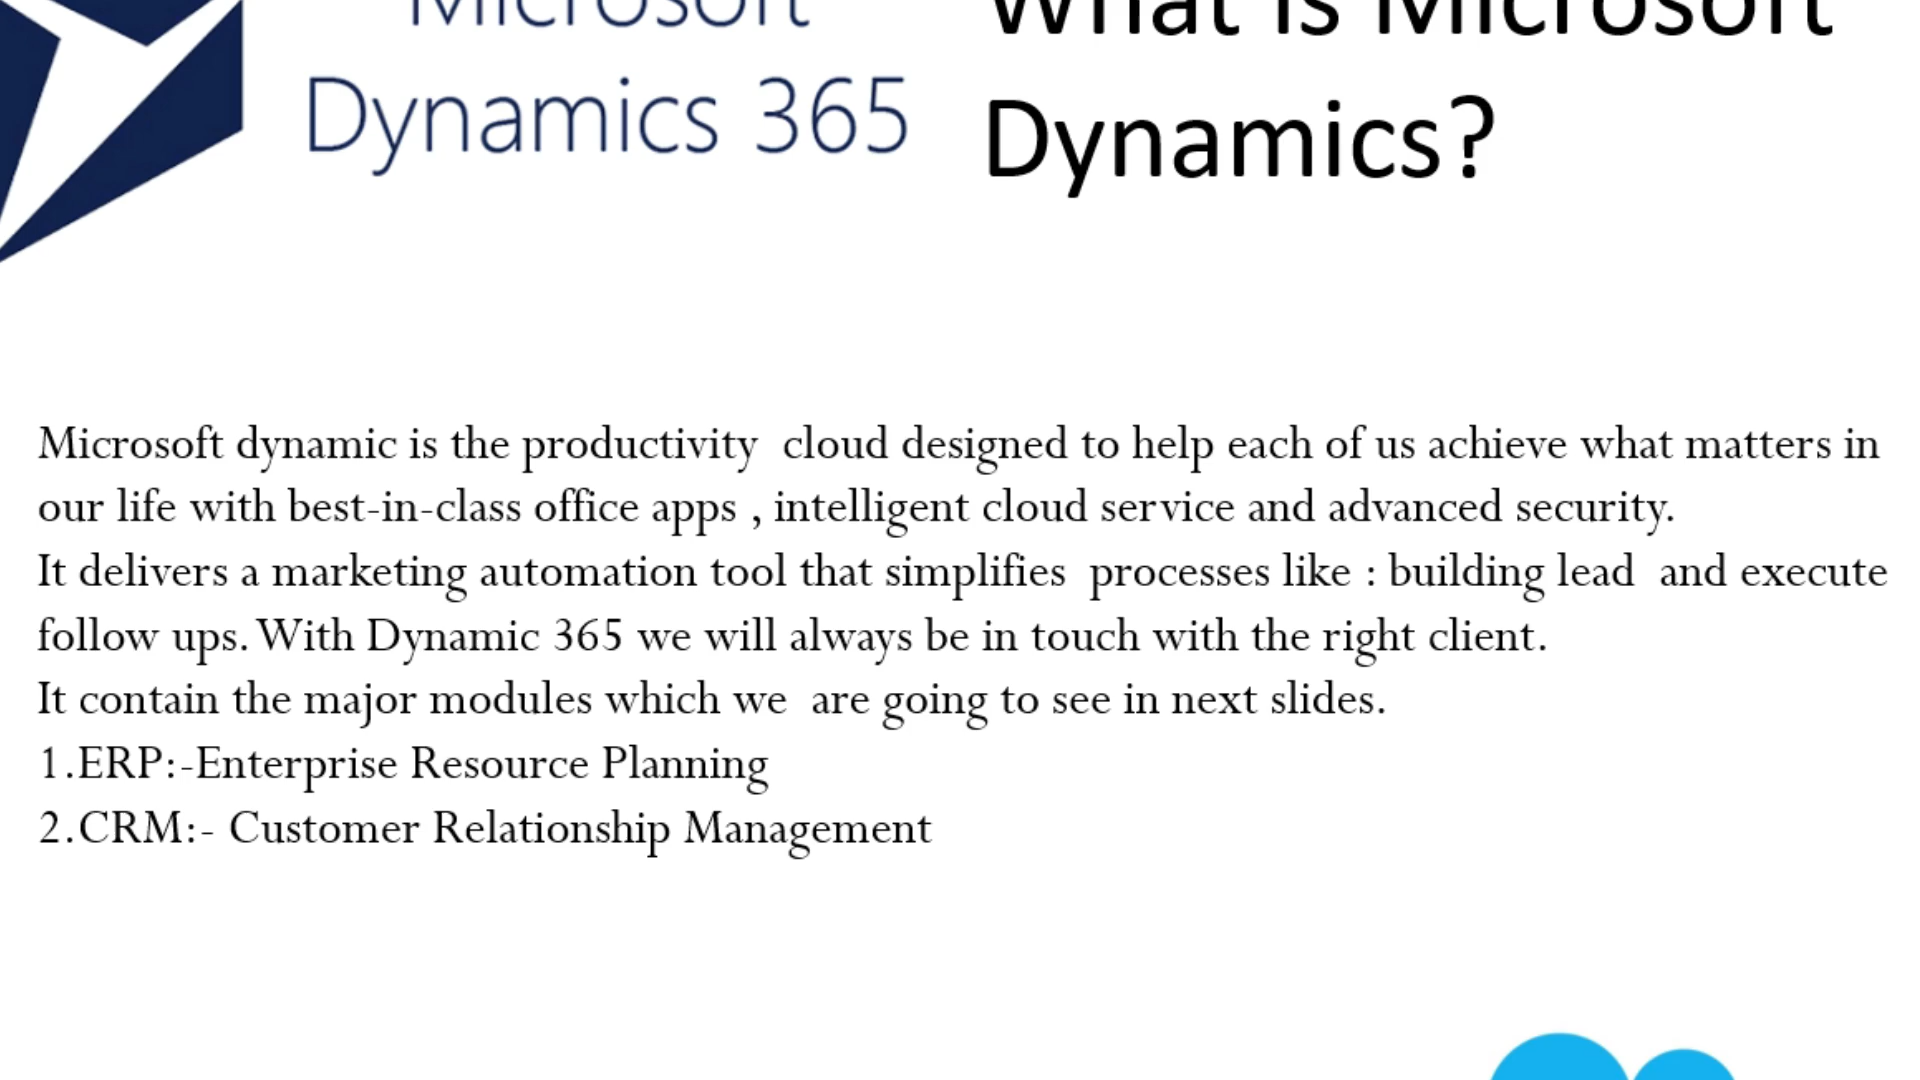 Microsoft
Dynamics 365
What is Microsoft
Dynamics?
Microsoft dynamic is the productivity cloud designed to help each of us achieve what matters in
our life with best-in-class office apps , intelligent cloud service and advanced security.
It delivers a marketing automation tool that simplifies processes like : building lead and execute
follow ups. With Dynamic 365 we will always be in touch with the right client.
It contain the major modules which we are going to see in next slides.
1.ERP:-Enterprise Resource Planning
2.CRM:- Customer Relationship Management